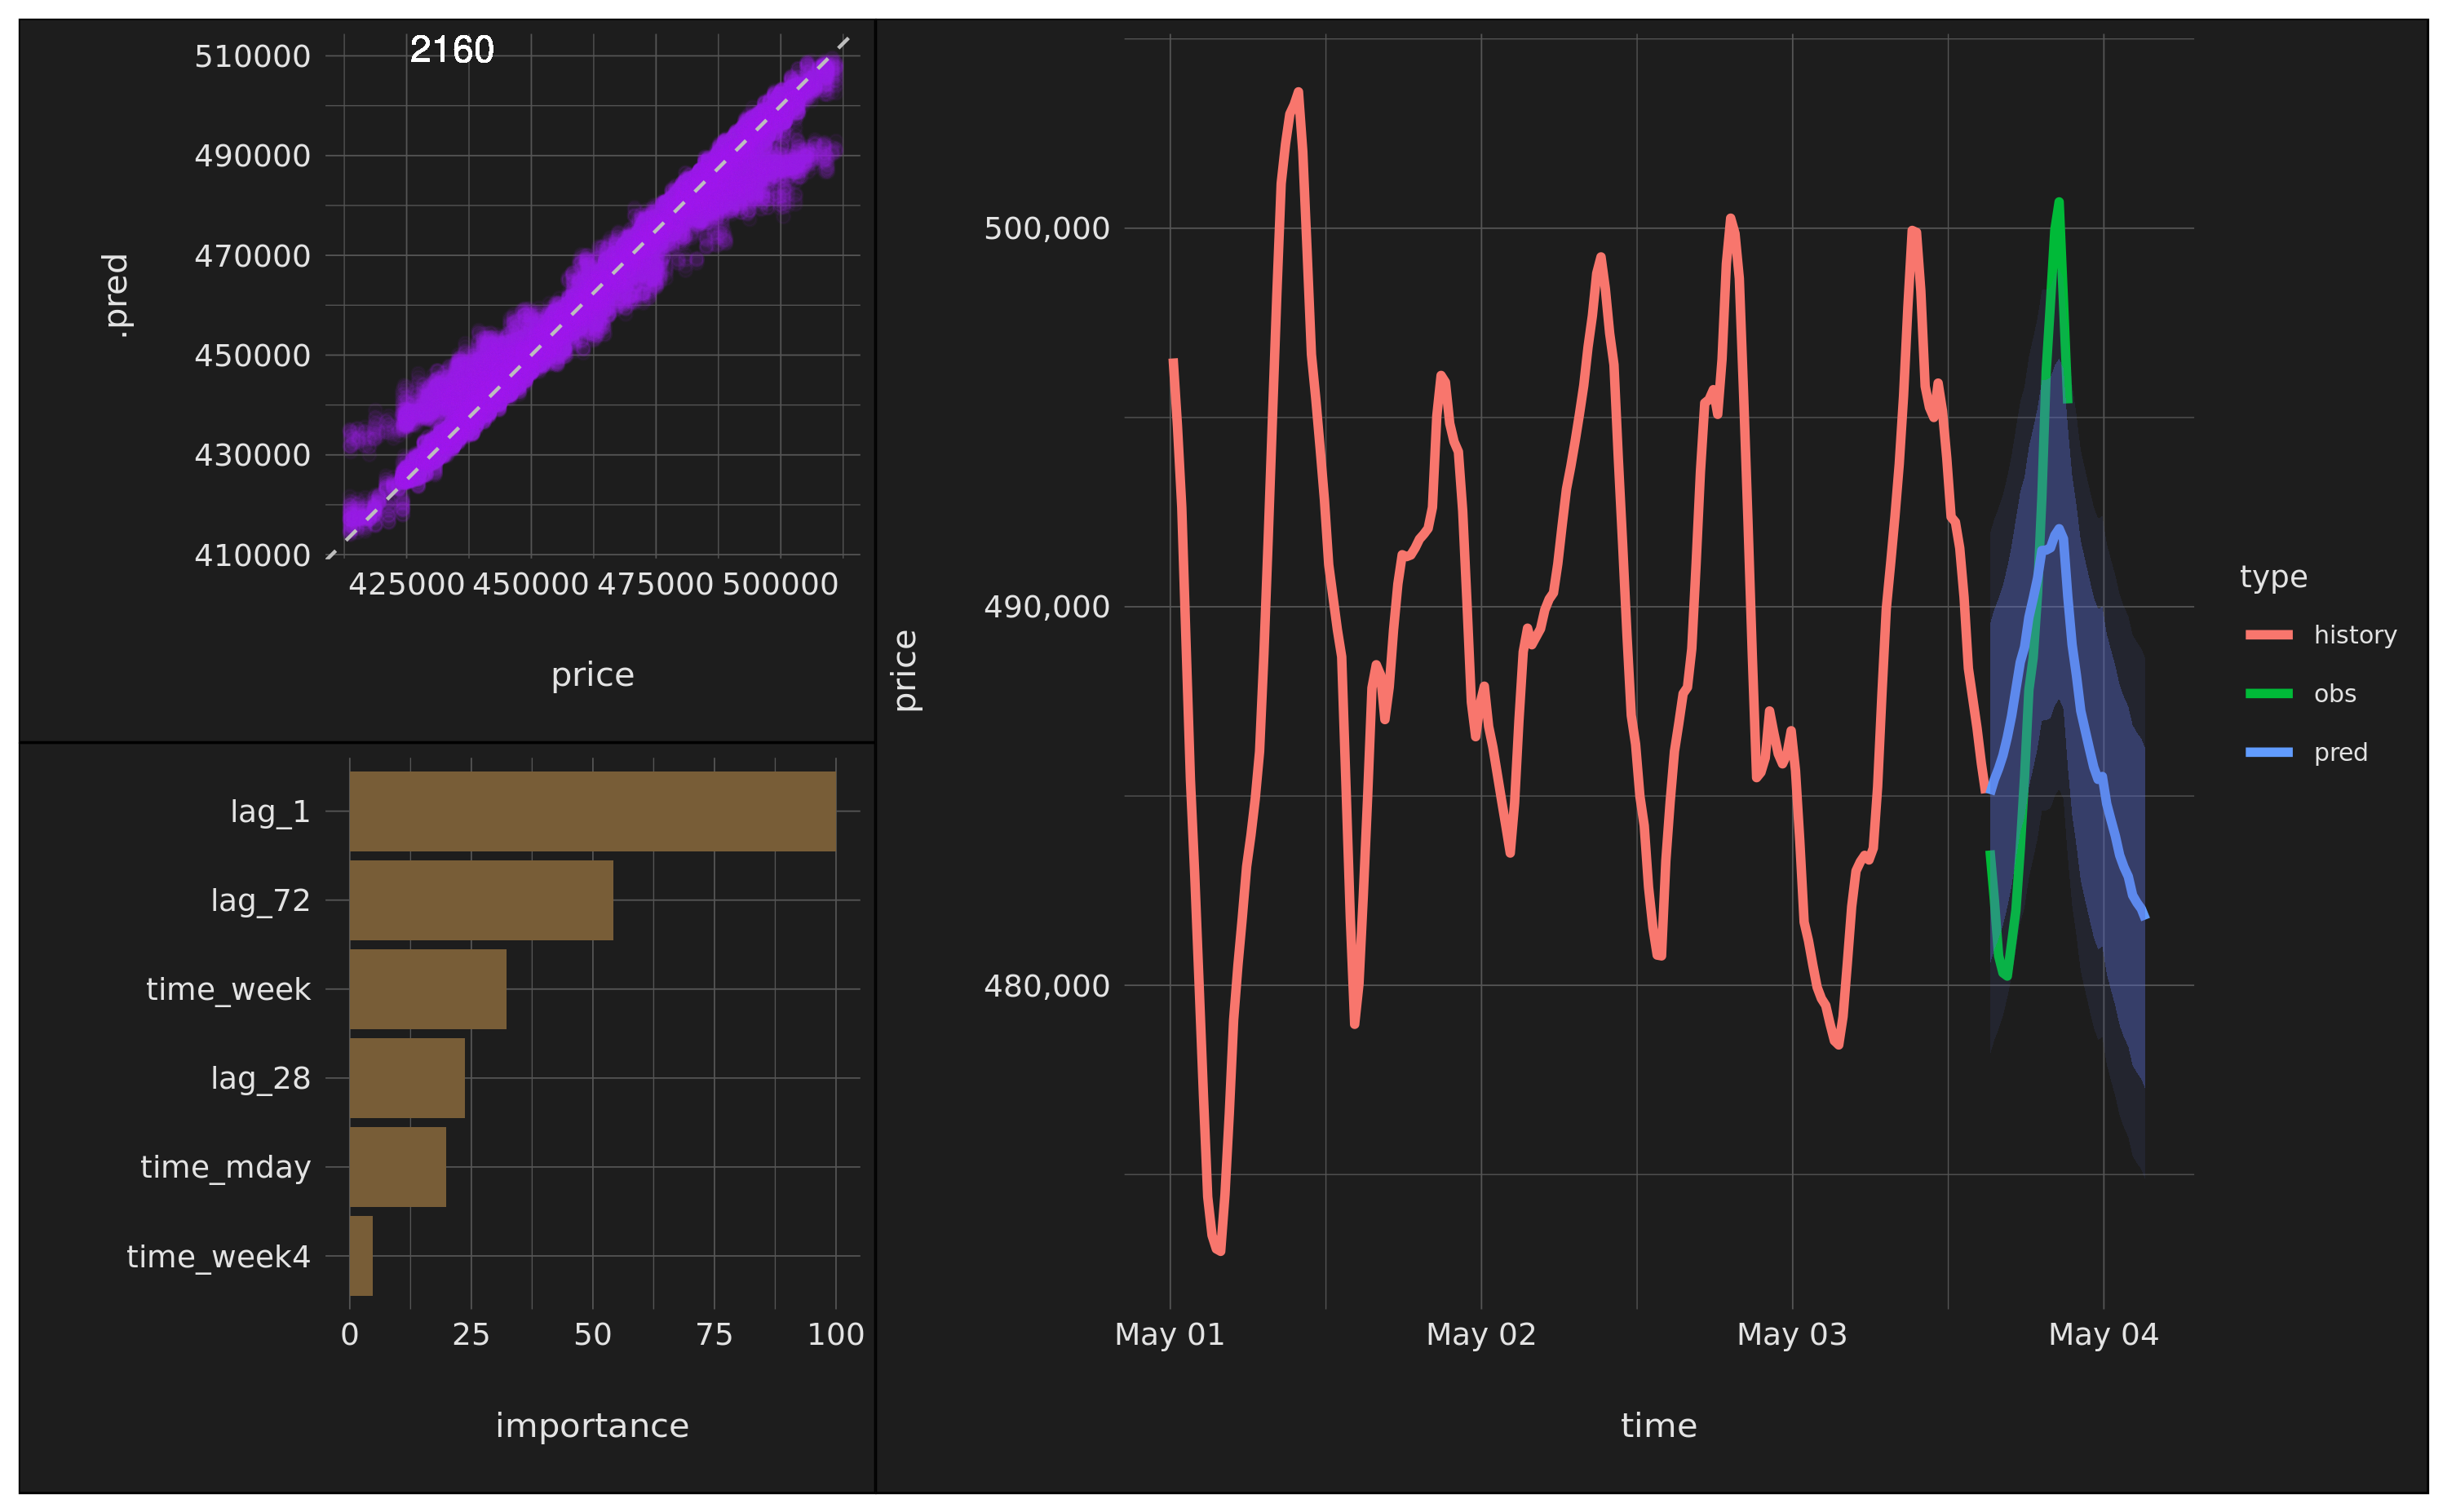 2160
510000
490000
470000
450000
430000
410000
.pred
425000 450000 475000 500000
price
lag_1
lag_72
time_week
lag_28
time_mday
time_week4
0 25 50 75 100
importance
500,000
490,000
480,000
price
May 01 May 02 May 03 May 04
time
type
history
obs
pred